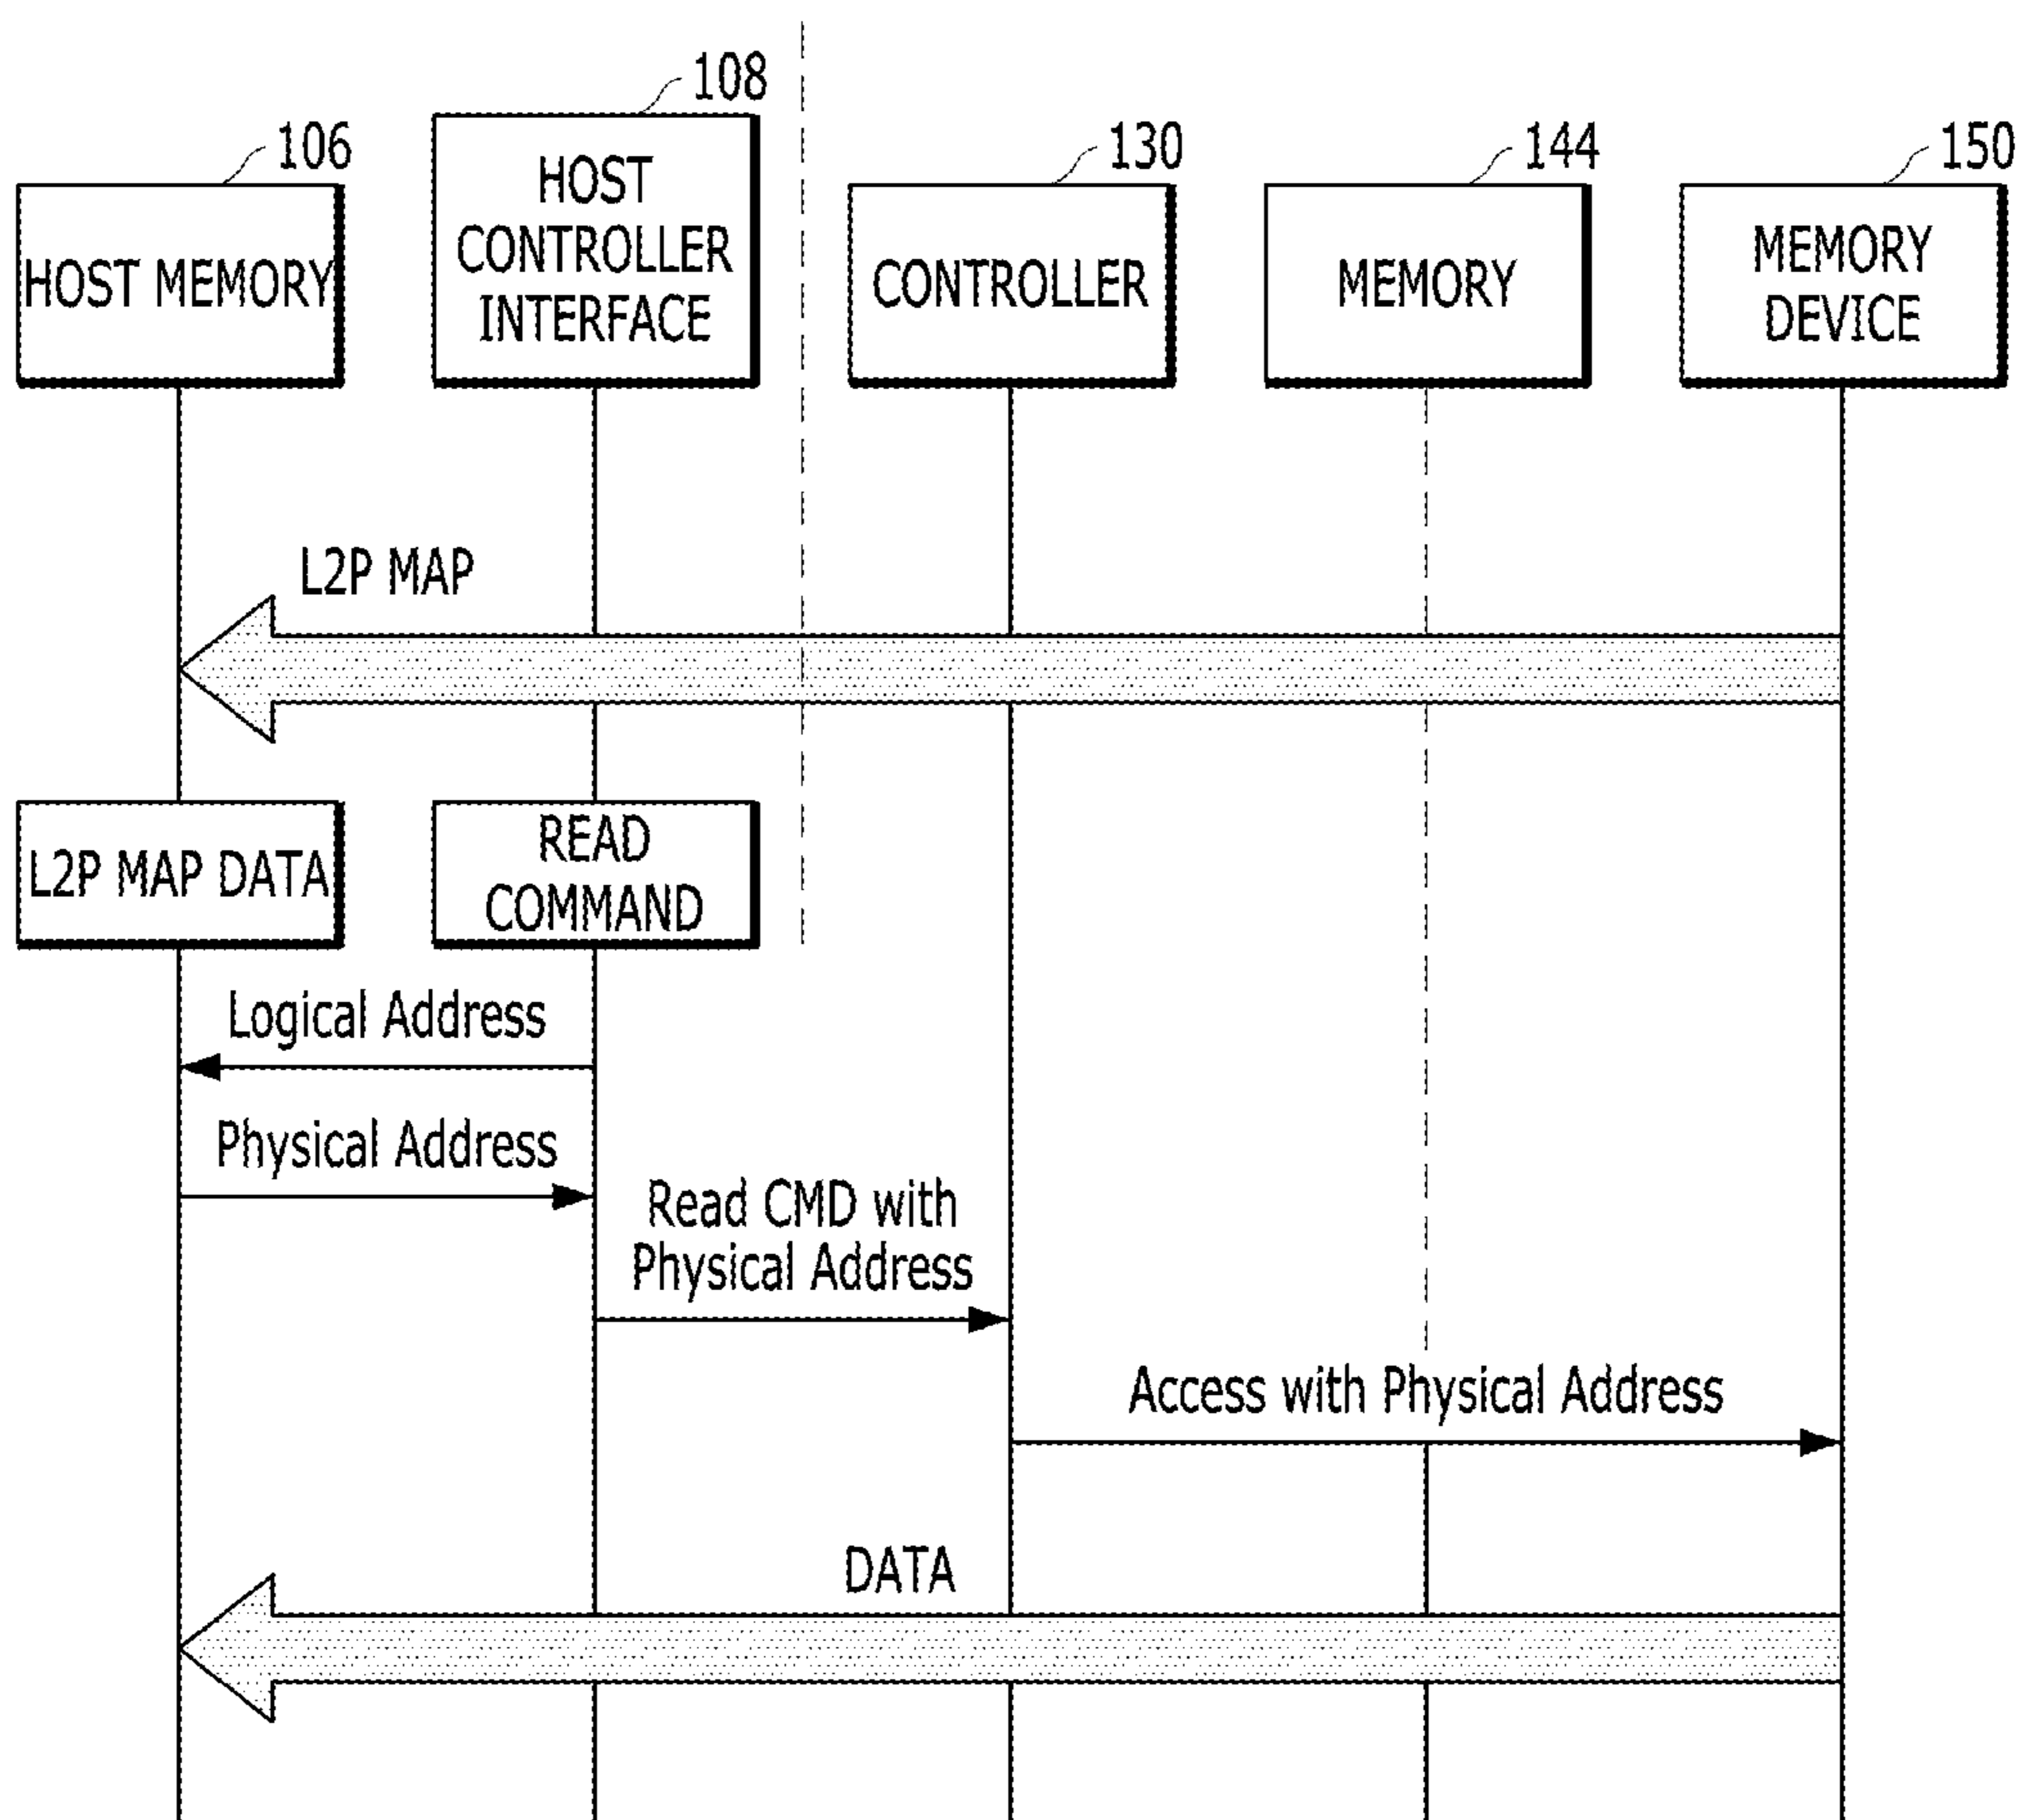 108
106
130
144
150
HOST MEMORY
HOST
CONTROLLER
INTERFACE
CONTROLLER
MEMORY
MEMORY
DEVICE
L2P MAP
L2P MAP DATA
READ
COMMAND
Logical Address
Physical Address
Read CMD with
Physical Address
Access with Physical Address
DATA